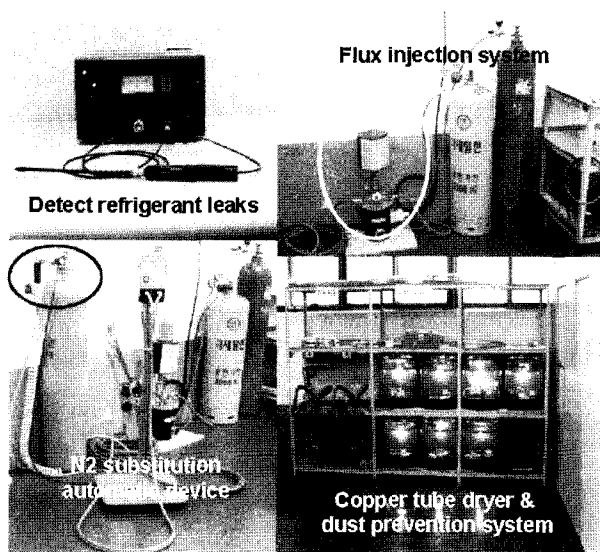 Flux injection system
Detect refrigerant leaks
N2 substitution
automatic device
Copper tube dryer &
dust prevention system